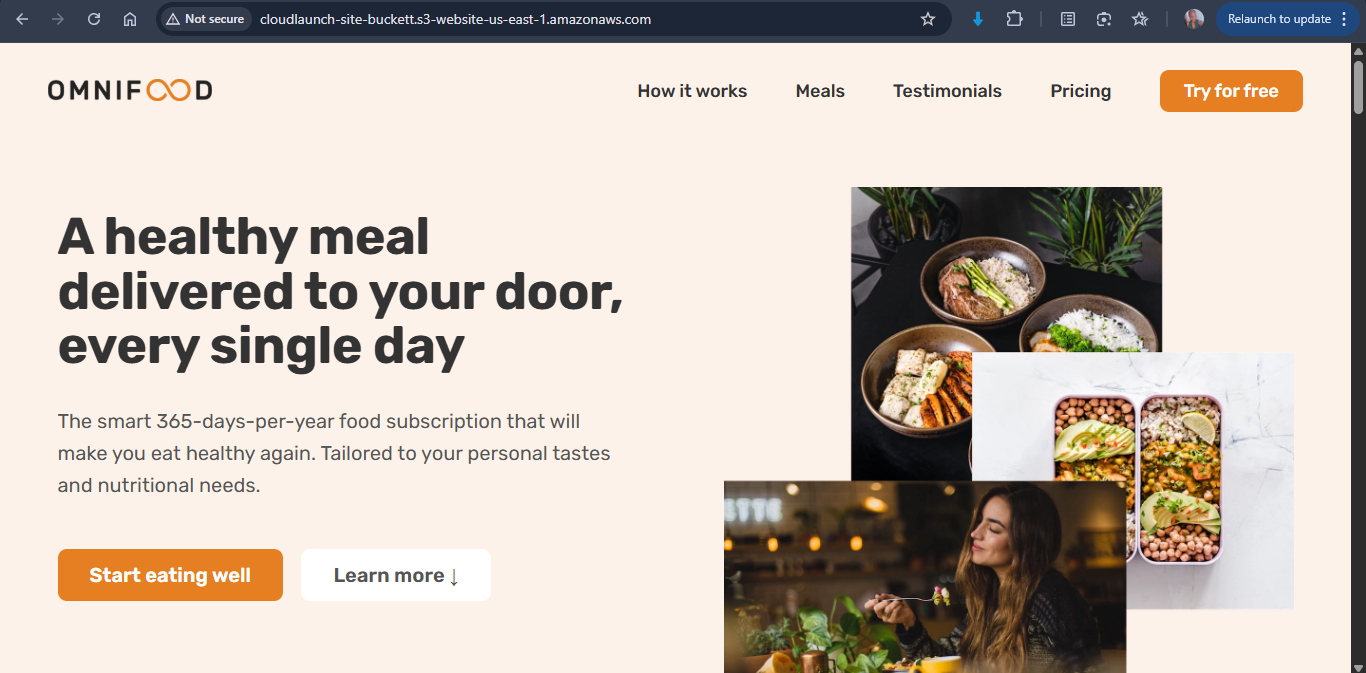 Not secure
cloudlaunch-site-buckett.s3-website-us-east-1.amazonaws.com
Relaunch to update
OMNIFOOD
How it works
Meals
Testimonials
Pricing
Try for free
A healthy meal
delivered to your door,
every single day
The smart 365-days-per-year food subscription that will
make you eat healthy again. Tailored to your personal tastes
and nutritional needs.
Start eating well
Learn more ↓